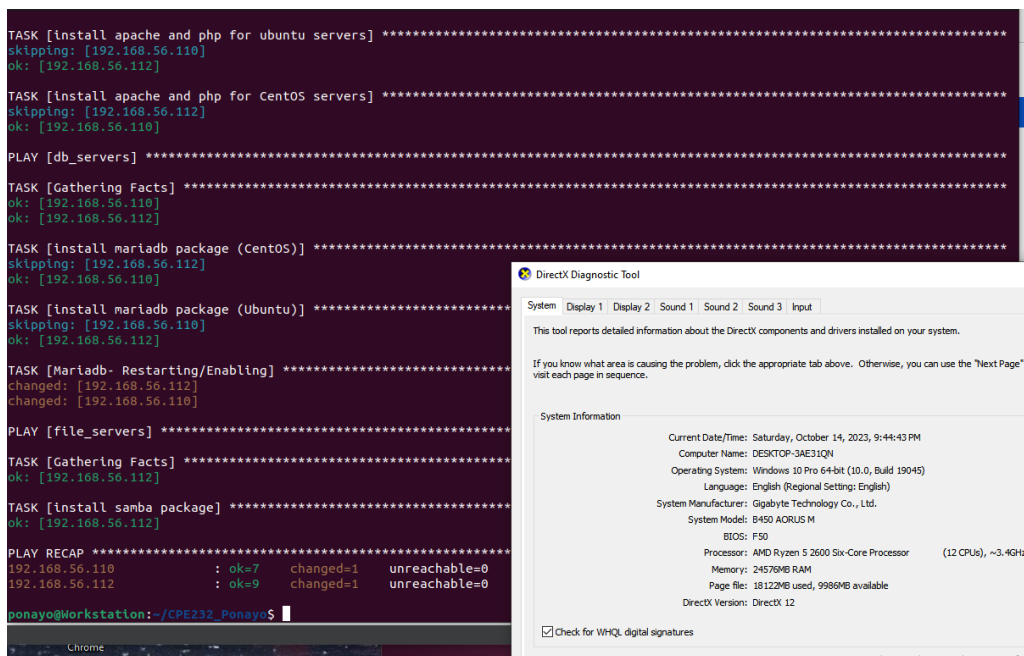 TASK [install apache and php for ubuntu servers] **********************************************************************************
skipping: [192.168.56.110]
ok: [192.168.56.112]
TASK [install apache and php for CentOS servers] **********************************************************************************
skipping: [192.168.56.112]
ok: [192.168.56.110]
PLAY [db_servers] *****************************************************************************************************************
TASK [Gathering Facts] ************************************************************************************************************
ok: [192.168.56.110]
ok: [192.168.56.112]
TASK [install mariadb package (CentOS)] *******************************************************************************************
skipping: [192.168.56.112]
ok: [192.168.56.110]
TASK [install mariadb package (Ubuntu)] **************************
skipping: [192.168.56.110]
ok: [192.168.56.112]
TASK [Mariadb- Restarting/Enabling] ******************************
changed: [192.168.56.112]
changed: [192.168.56.110]
PLAY [file_servers] **********************************************
TASK [Gathering Facts] *******************************************
ok: [192.168.56.112]
TASK [install samba package] *************************************
ok: [192.168.56.112]
PLAY RECAP *******************************************************
192.168.56.110 : ok=7 changed=1 unreachable=0
192.168.56.112 : ok=9 changed=1 unreachable=0
ponayo@Workstation:~/CPE232_Ponayo$
Chrome
DirectX Diagnostic Tool
System Display 1 Display 2 Sound 1 Sound 2 Sound 3 Input
This tool reports detailed information about the DirectX components and drivers installed on your system.
If you know what area is causing the problem, click the appropriate tab above. Otherwise, you can use the "Next Page"
visit each page in sequence.
System Information
Current Date/Time: Saturday, October 14, 2023, 9:44:43 PM
Computer Name: DESKTOP-3AE31QN
Operating System: Windows 10 Pro 64-bit (10.0, Build 19045)
Language: English (Regional Setting: English)
System Manufacturer: Gigabyte Technology Co., Ltd.
System Model: B450 AORUS M
BIOS: F50
Processor: AMD Ryzen 5 2600 Six-Core Processor (12 CPUs), ~3.4GHz
Memory: 24576MB RAM
Page file: 18122MB used, 9986MB available
DirectX Version: DirectX 12
Check for WHQL digital signatures